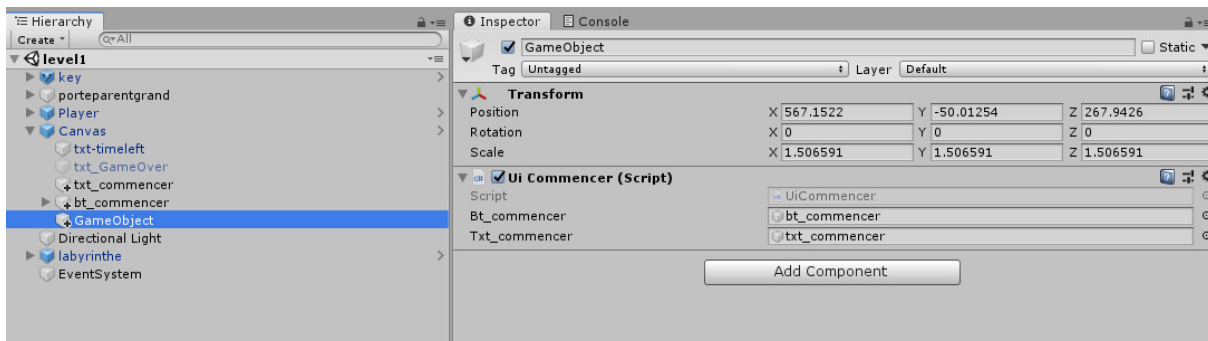 Hierarchy
Create
All
level1
key
porteparentgrand
Player
Canvas
txt-timeleft
txt_GameOver
txt_commencer
bt_commencer
GameObject
Directional Light
labyrinthe
EventSystem
Inspector Console
GameObject Static
Tag Untagged Layer Default
Transform
Position X 567.1522 Y -50.01254 Z 267.9426
Rotation X 0 Y 0 Z 0
Scale X 1.506591 Y 1.506591 Z 1.506591
Ui Commencer (Script)
Script UiCommencer
Bt_commencer bt_commencer
Txt_commencer txt_commencer
Add Component